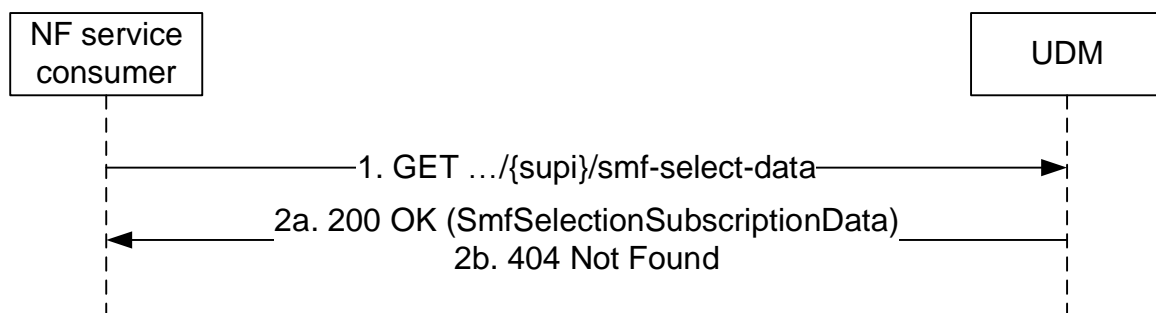 NF service
consumer
UDM
1. GET …/{supi}/smf-select-data
2a. 200 OK (SmfSelectionSubscriptionData)
2b. 404 Not Found